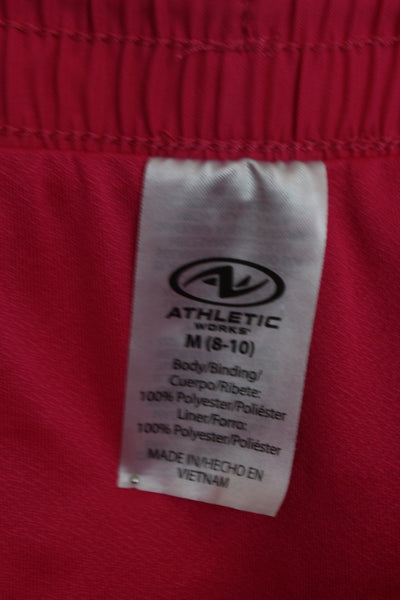 ATHLETIC
WORKS®
M (8-10)
Body/Binding/
Cuerpo/Ribete:
100% Polyester/Poliéster
Liner/Forro:
100% Polyester/Poliéster
MADE IN/HECHO EN
VIETNAM